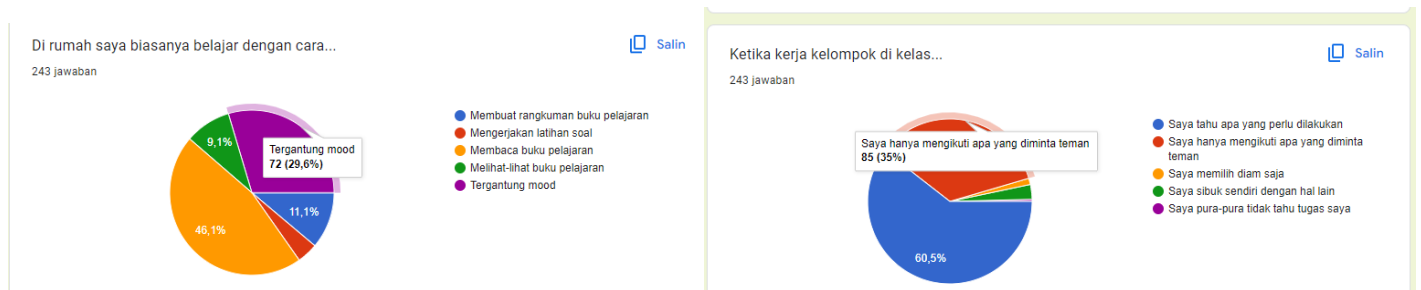 Di rumah saya biasanya belajar dengan cara...
Salin
243 jawaban
9,1%
Tergantung mood
72 (29,6%)
11,1%
46,1%
Membuat rangkuman buku pelajaran
Mengerjakan latihan soal
Membaca buku pelajaran
Melihat-lihat buku pelajaran
Tergantung mood
Ketika kerja kelompok di kelas...
Salin
243 jawaban
Saya hanya mengikuti apa yang diminta teman
85 (35%)
60,5%
Saya tahu apa yang perlu dilakukan
Saya hanya mengikuti apa yang diminta
teman
Saya memilih diam saja
Saya sibuk sendiri dengan hal lain
Saya pura-pura tidak tahu tugas saya